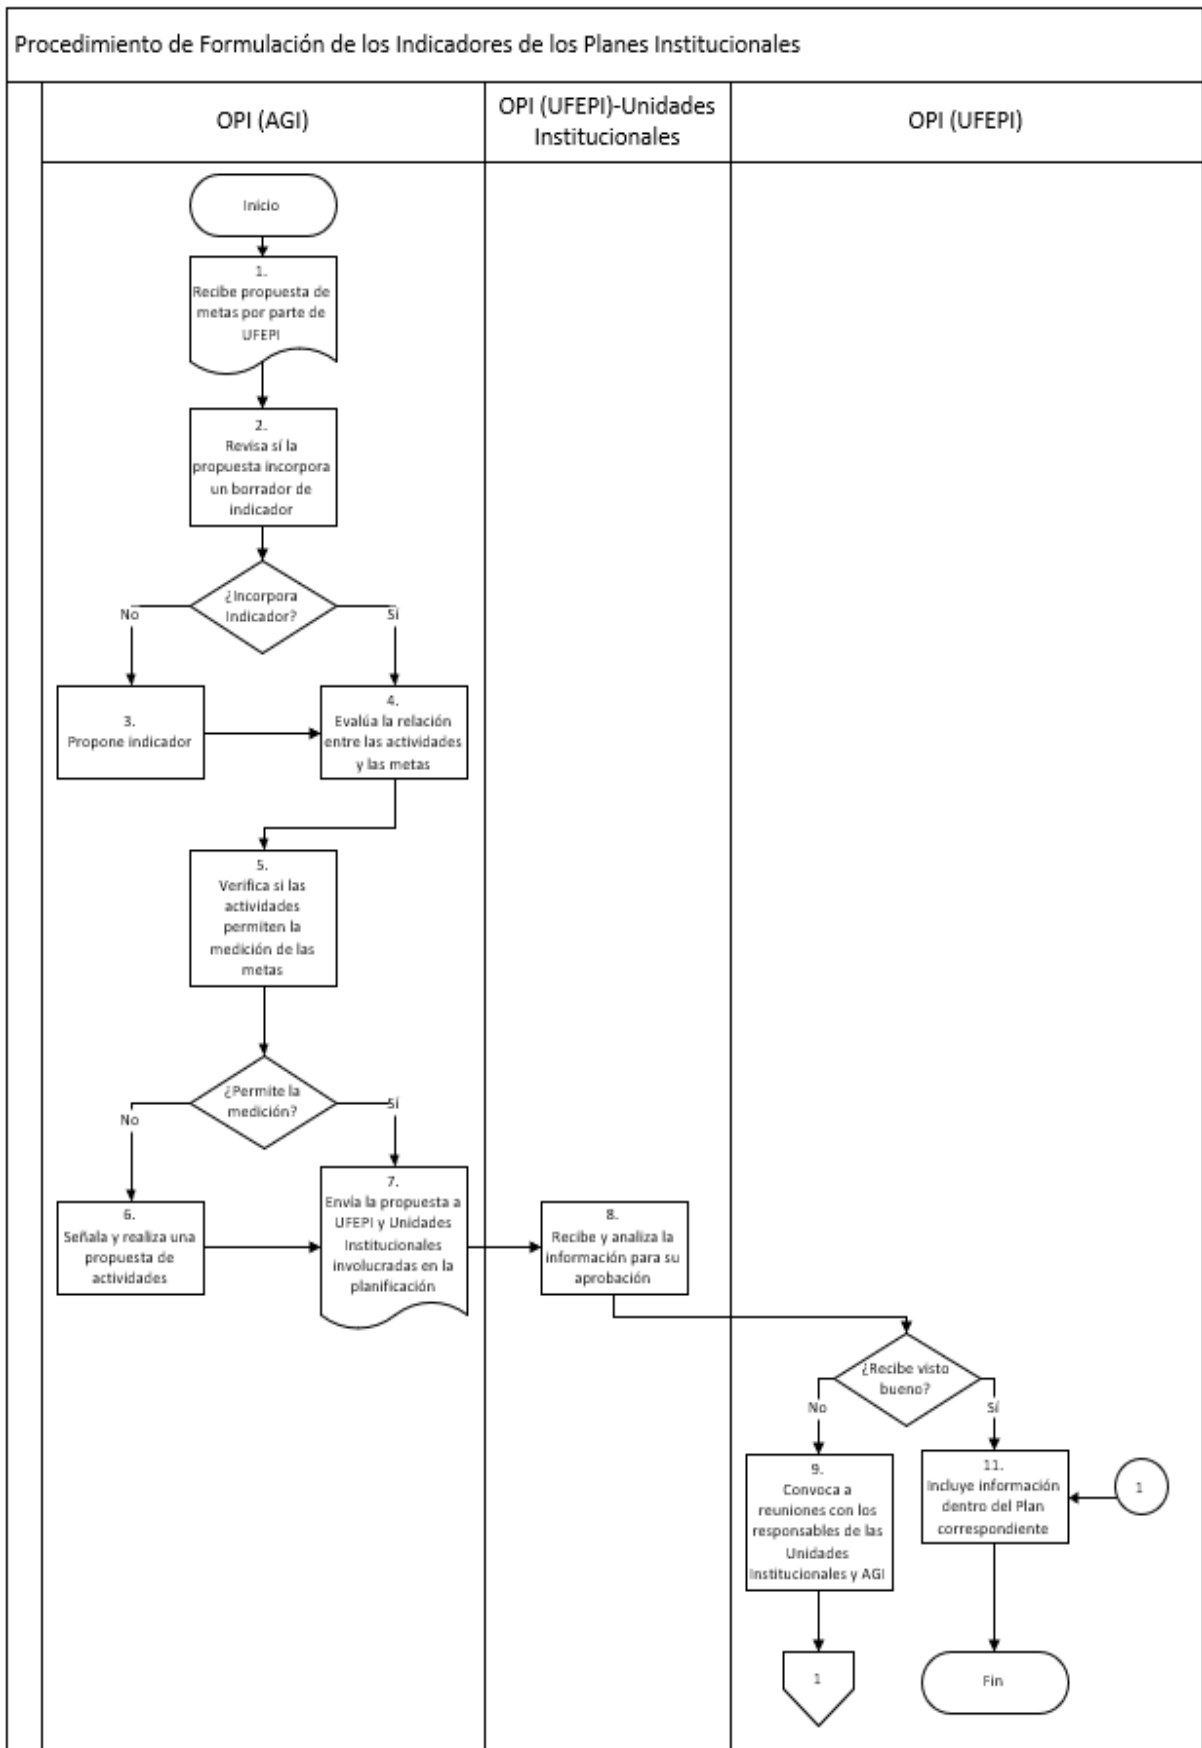 Procedimiento de Formulación de los Indicadores de los Planes Institucionales
OPI (AGI)
OPI (UFEPI)-Unidades
Institucionales
OPI (UFEPI)
Inicio
1.
Recibe propuesta de
metas por parte de
UFEPI
2.
Revisa sí la
propuesta incorpora
un borrador de
indicador
¿Incorpora
Indicador?
No
Sí
3.
Propone indicador
4.
Evalúa la relación
entre las actividades
y las metas
5.
Verifica si las
actividades
permiten la
medición de las
metas
¿Permite la
medición?
No
Sí
6.
Señala y realiza una
propuesta de
actividades
7.
Envía la propuesta a
UFEPI y Unidades
Institucionales
involucradas en la
planificación
8.
Recibe y analiza la
información para su
aprobación
¿Recibe visto
bueno?
No
Sí
9.
Convoca a
reuniones con los
responsables de las
Unidades
Institucionales y AGI
11.
Incluye información
dentro del Plan
correspondiente
1
1
Fin